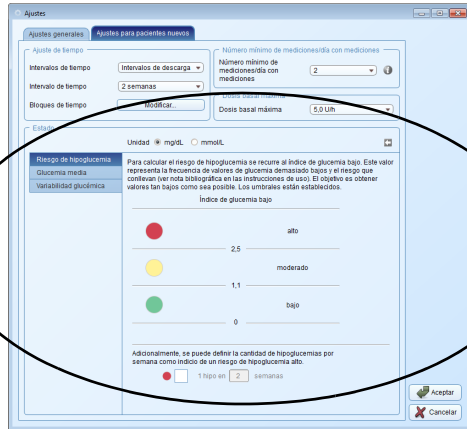 Ajustes
Ajustes generales
Ajustes para pacientes nuevos
Ajuste de tiempo
Intervalos de tiempo
Intervalos de descarga
Intervalo de tiempo
2 semanas
Bloques de tiempo
Modificar...
Número mínimo de mediciones/día con mediciones
Número mínimo de
mediciones/día con
mediciones
2
Dosis basal máxima
Dosis basal máxima
5,0 U/h
Estado
Unidad mg/dL mmol/L
Riesgo de hipoglucemia
Glucemia media
Variabilidad glucémica
Para calcular el riesgo de hipoglucemia se recurre al índice de glucemia bajo. Este valor
representa la frecuencia de valores de glucemia demasiado bajos y el riesgo que
conllevan (ver nota bibliográfica en las instrucciones de uso). El objetivo es obtener
valores tan bajos como sea posible. Los umbrales están establecidos.
Índice de glucemia bajo
alto
2,5
moderado
1,1
bajo
0
Adicionalmente, se puede definir la cantidad de hipoglucemias por
semana como indicio de un riesgo de hipoglucemia alto.
1 hipo en 2 semanas
Aceptar
Cancelar